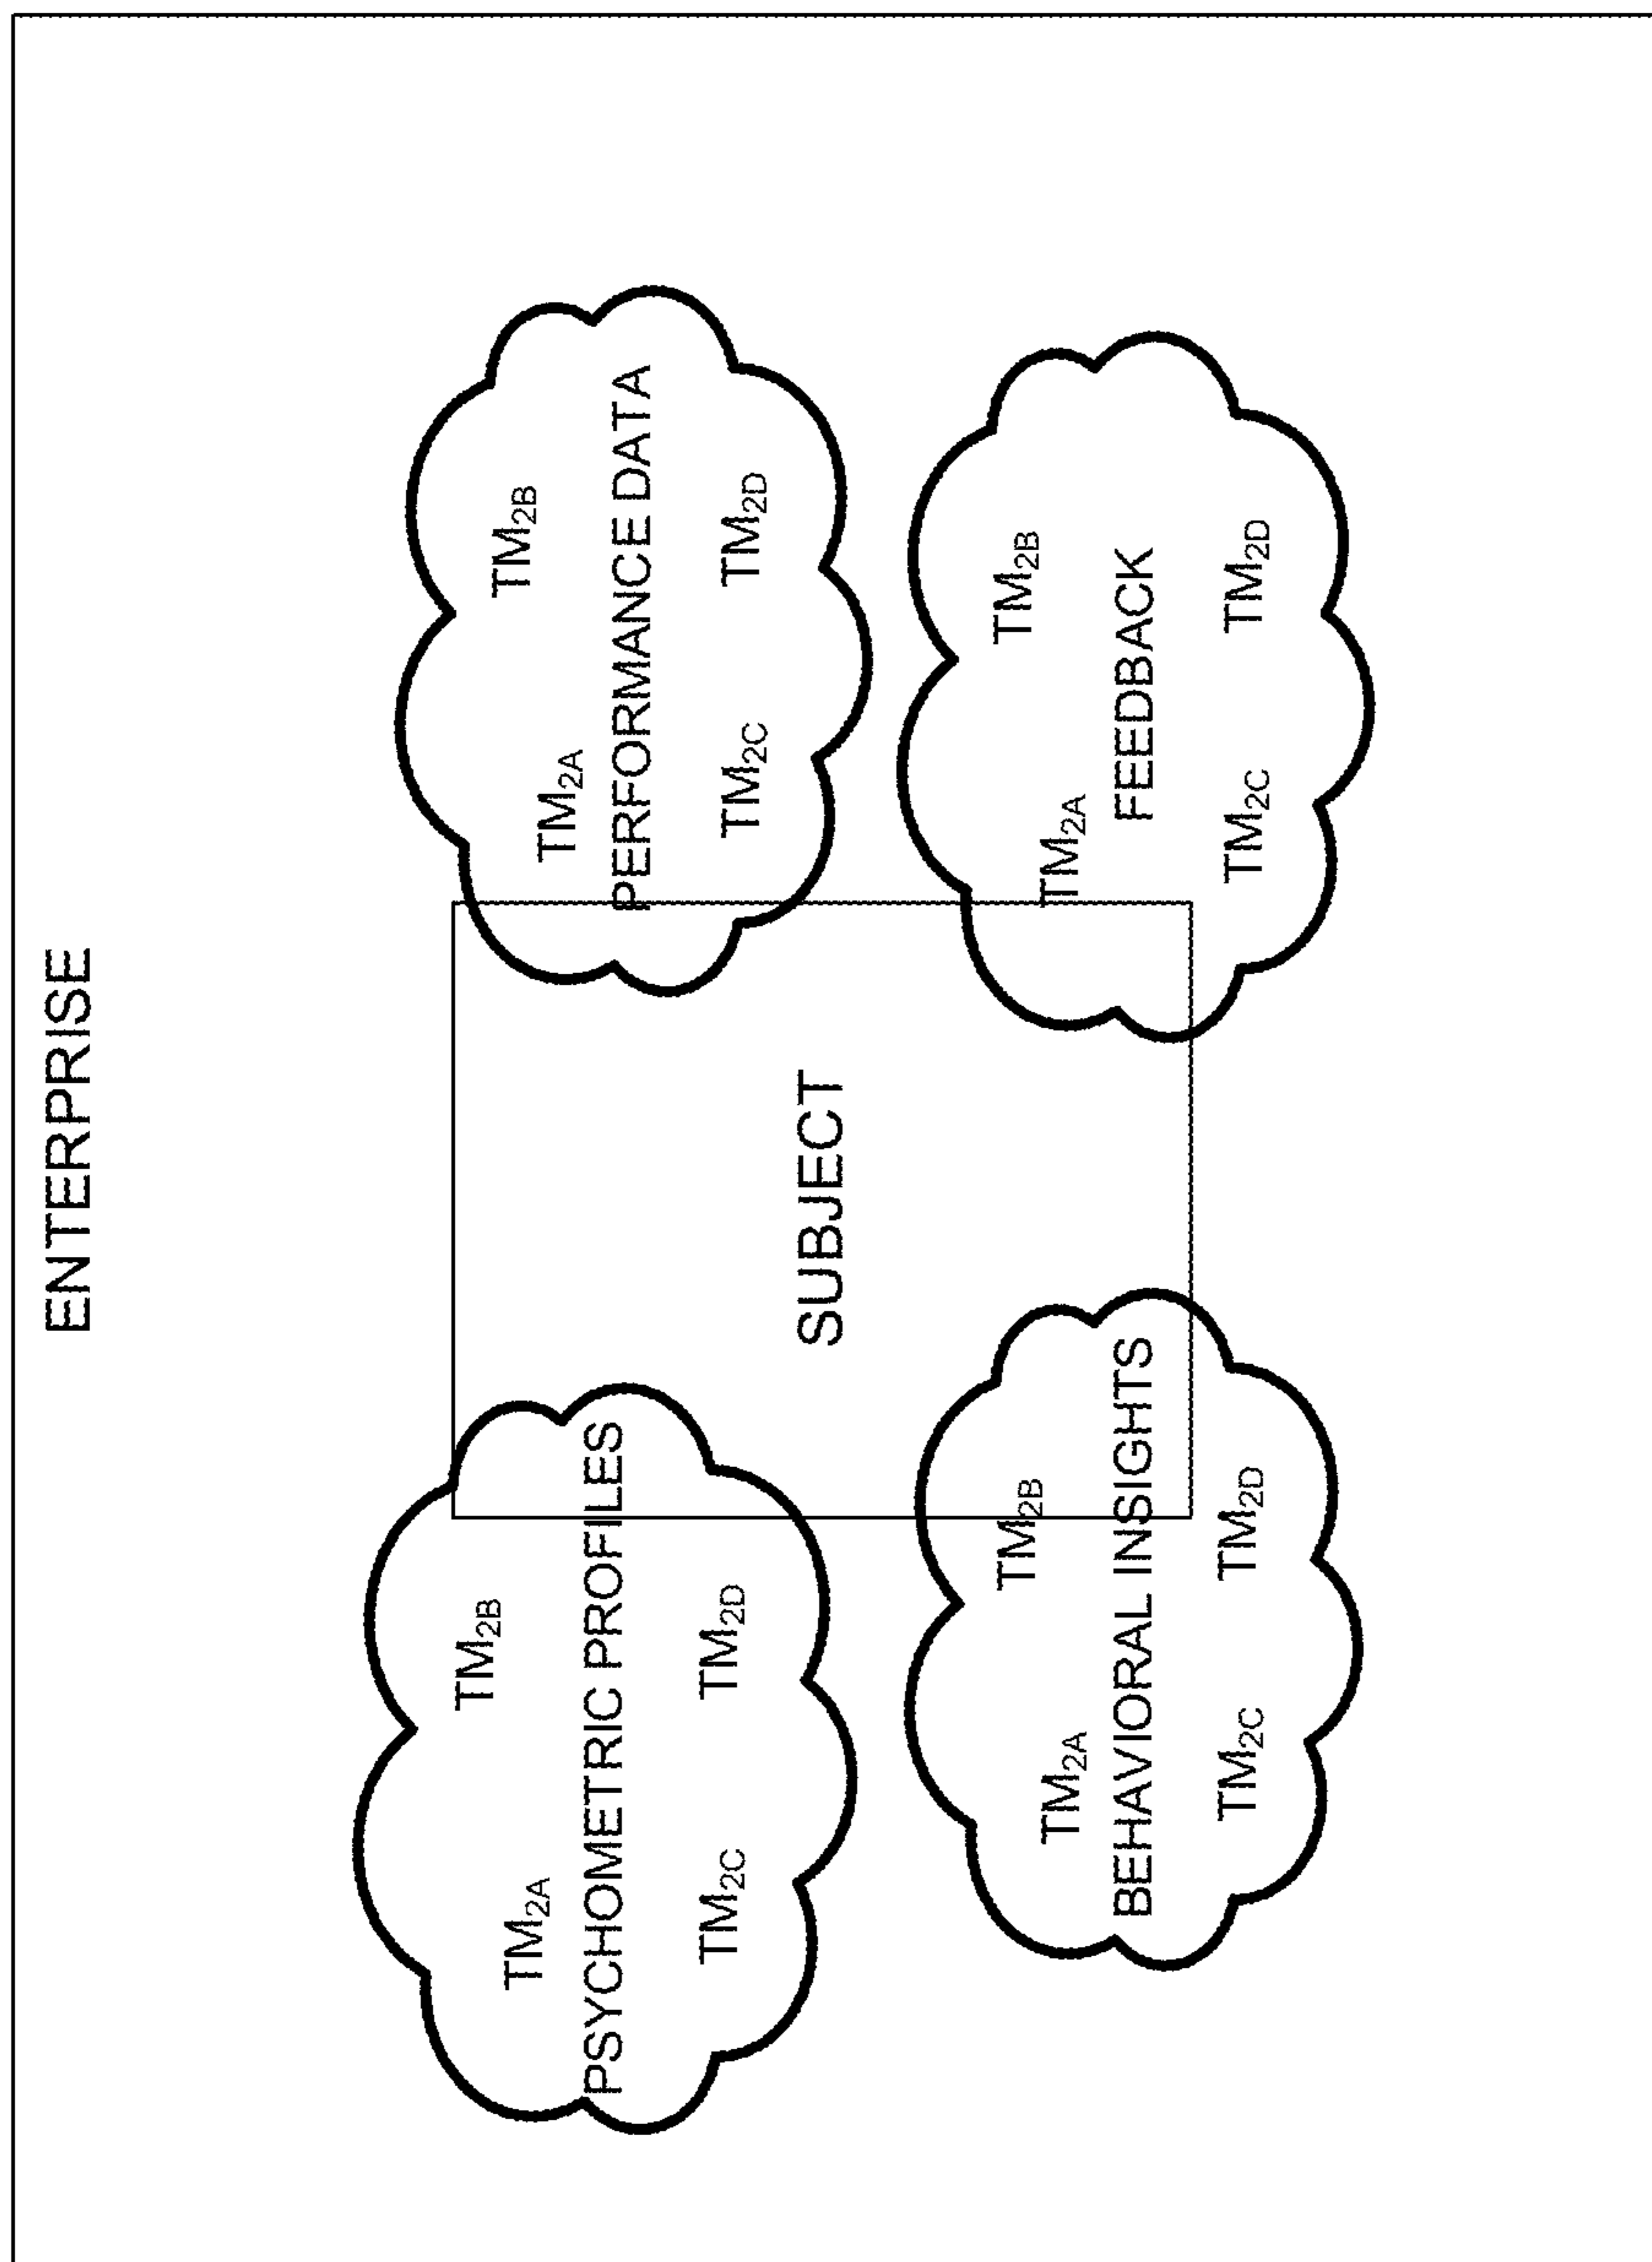 ENTERPRISE
PSYCHOMETRIC PROFILES
TM2A
TM2B
TM2C
TM2D
PERFORMANCE DATA
TM2A
TM2B
TM2C
TM2D
SUBJECT
BEHAVIORAL INSIGHTS
TM2A
TM2B
TM2C
TM2D
FEEDBACK
TM2A
TM2B
TM2C
TM2D